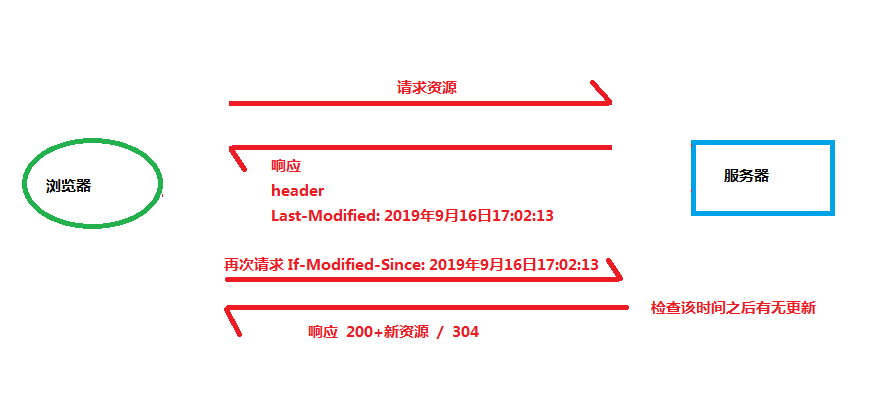 请求资源
浏览器
响应
header
Last-Modified: 2019年9月16日17:02:13
服务器
再次请求 If-Modified-Since: 2019年9月16日17:02:13
检查该时间之后有无更新
响应 200+新资源 / 304